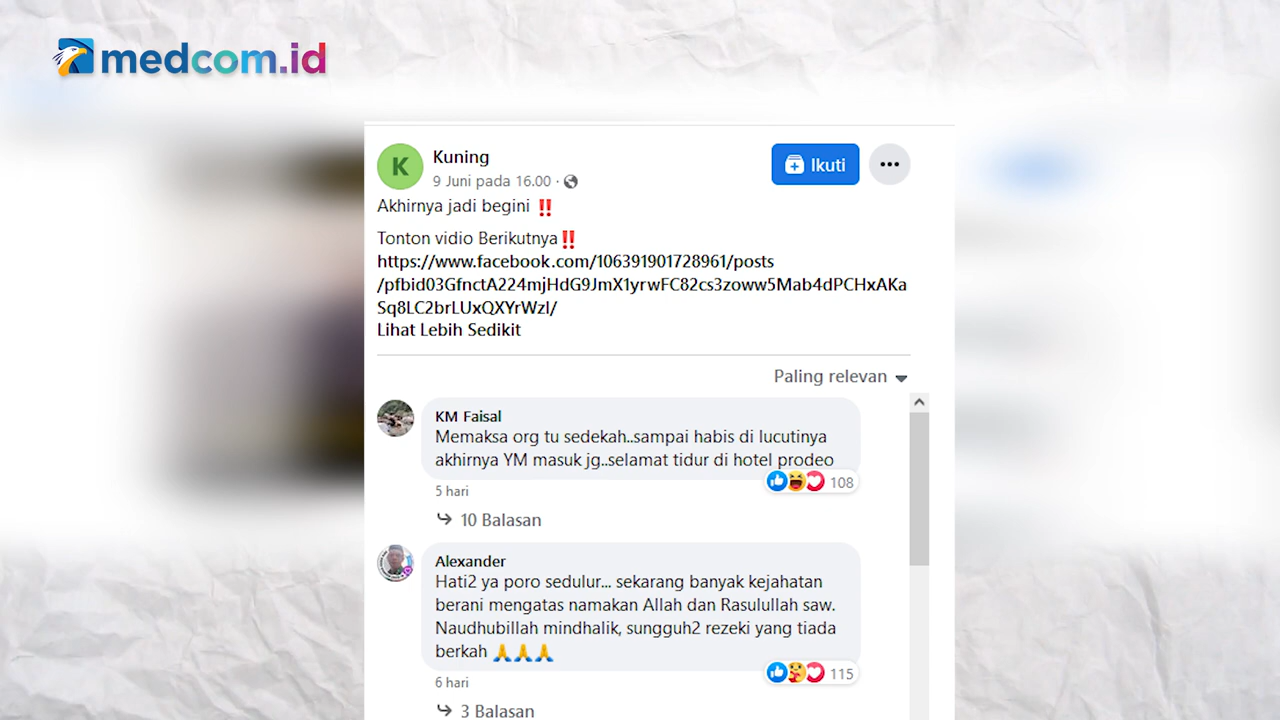 medcom.id
K
Kuning
9 Juni pada 16.00 ·
Ikuti
Akhirnya jadi begini ‼️
Tonton vidio Berikutnya‼️
https://www.facebook.com/106391901728961/posts
/pfbid03GfnctA224mjHdG9JmX1yrwFC82cs3zoww5Mab4dPCHxAKa
Sq8LC2brLUxQXYrWzl/
Lihat Lebih Sedikit
Paling relevan
KM Faisal
Memaksa org tu sedekah..sampai habis di lucutinya
akhirnya YM masuk jg..selamat tidur di hotel prodeo
108
5 hari
10 Balasan
Alexander
Hati2 ya poro sedulur... sekarang banyak kejahatan
berani mengatas namakan Allah dan Rasulullah saw.
Naudhubillah mindhalik, sungguh2 rezeki yang tiada
berkah 🙏🙏🙏
115
6 hari
3 Balasan